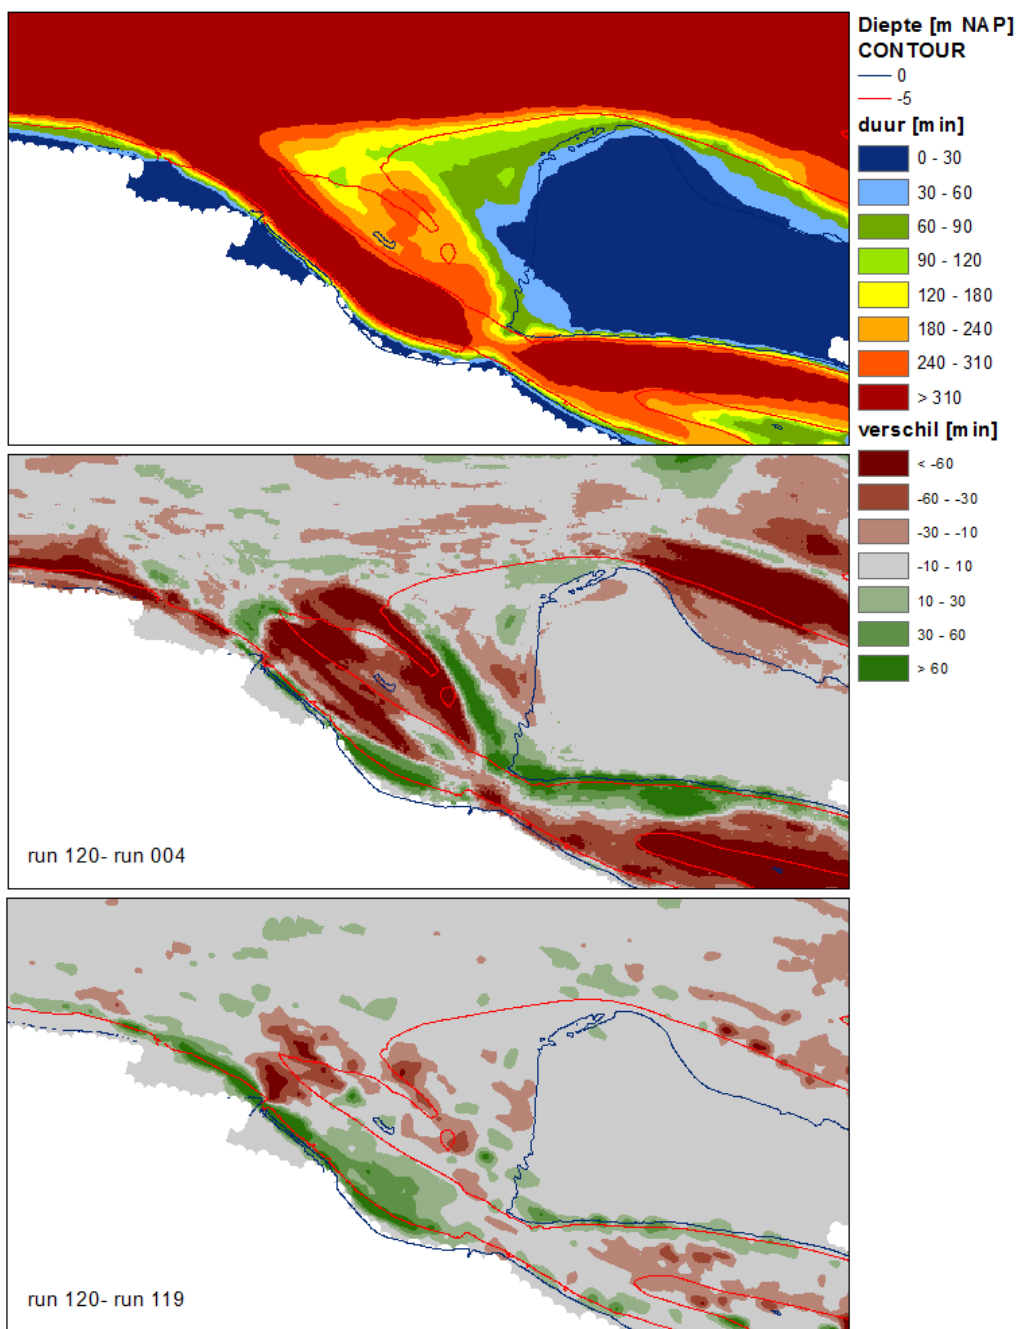 Diepte [m NAP]
CONTOUR
0
-5
duur [min]
0 - 30
30 - 60
60 - 90
90 - 120
120 - 180
180 - 240
240 - 310
> 310
verschil [min]
< -60
-60 - -30
-30 - -10
-10 - 10
10 - 30
30 - 60
> 60
run 120- run 004
run 120- run 119